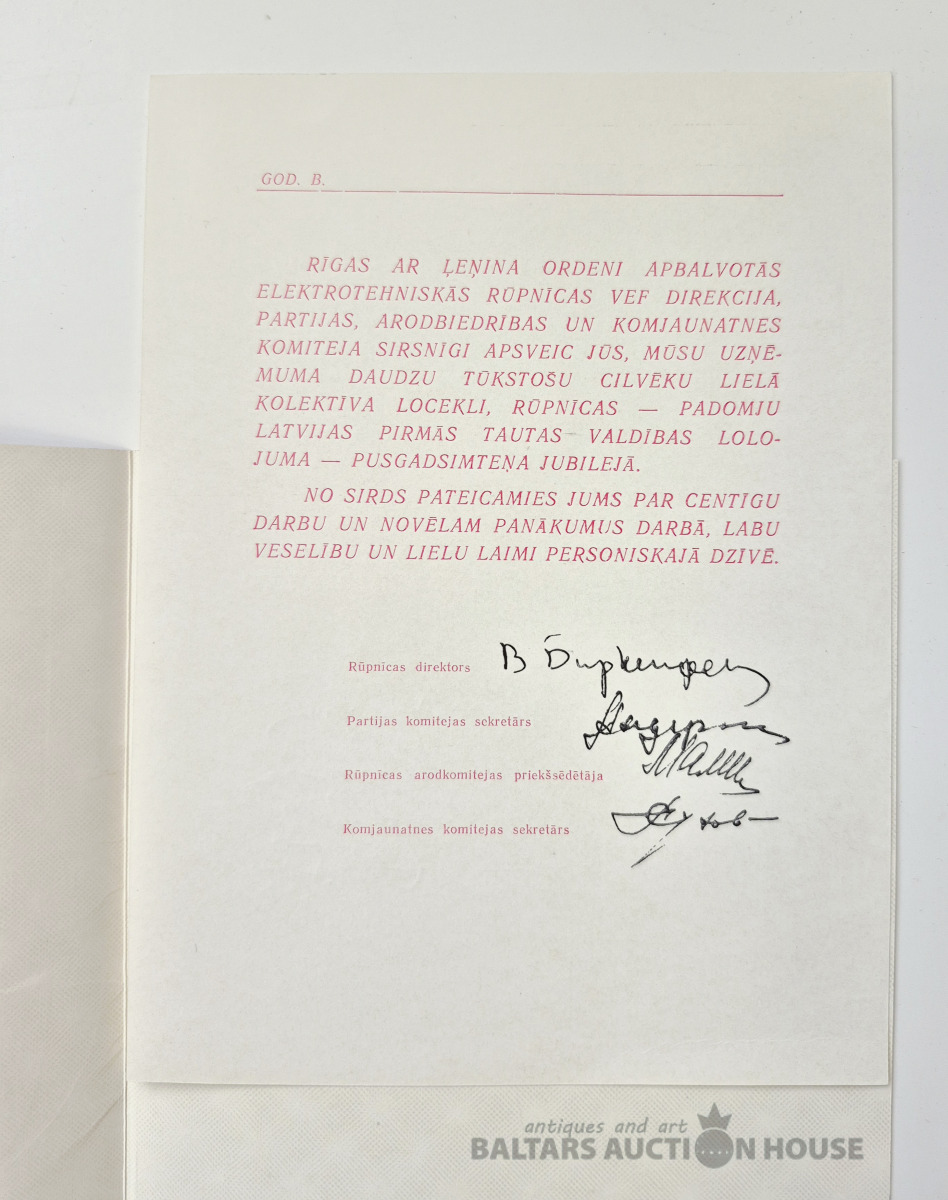 GOD. B.
RĪGAS AR ĻEŅINA ORDENI APBALVOTĀS
ELEKTROTEHNISKĀS RŪPNĪCAS VEF DIREKCIJA,
PARTIJAS, ARODBIEDRĪBAS UN KOMJAUNATNES
KOMITEJA SIRSNĪGI APSVEIC JŪS, MŪSU UZŅĒ-
MUMA DAUDZU TŪKSTOŠU CILVĒKU LIELĀ
KOLEKTĪVA LOCEKLI, RŪPNĪCAS — PADOMJU
LATVIJAS PIRMĀS TAUTAS VALDĪBAS LOLO-
JUMA — PUSGADSIMTEŅA JUBILEJĀ.
NO SIRDS PATEICAMIES JUMS PAR CENTĪGU
DARBU UN NOVĒLAM PANĀKUMUS DARBĀ, LABU
VESELĪBU UN LIELU LAIMI PERSONISKAJĀ DZĪVĒ.
Rūpnīcas direktors
Partijas komitejas sekretārs
Rūpnīcas arodkomitejas priekšsēdētāja
Komjaunatnes komitejas sekretārs
antiques and art
BALTARS AUCTION HOUSE